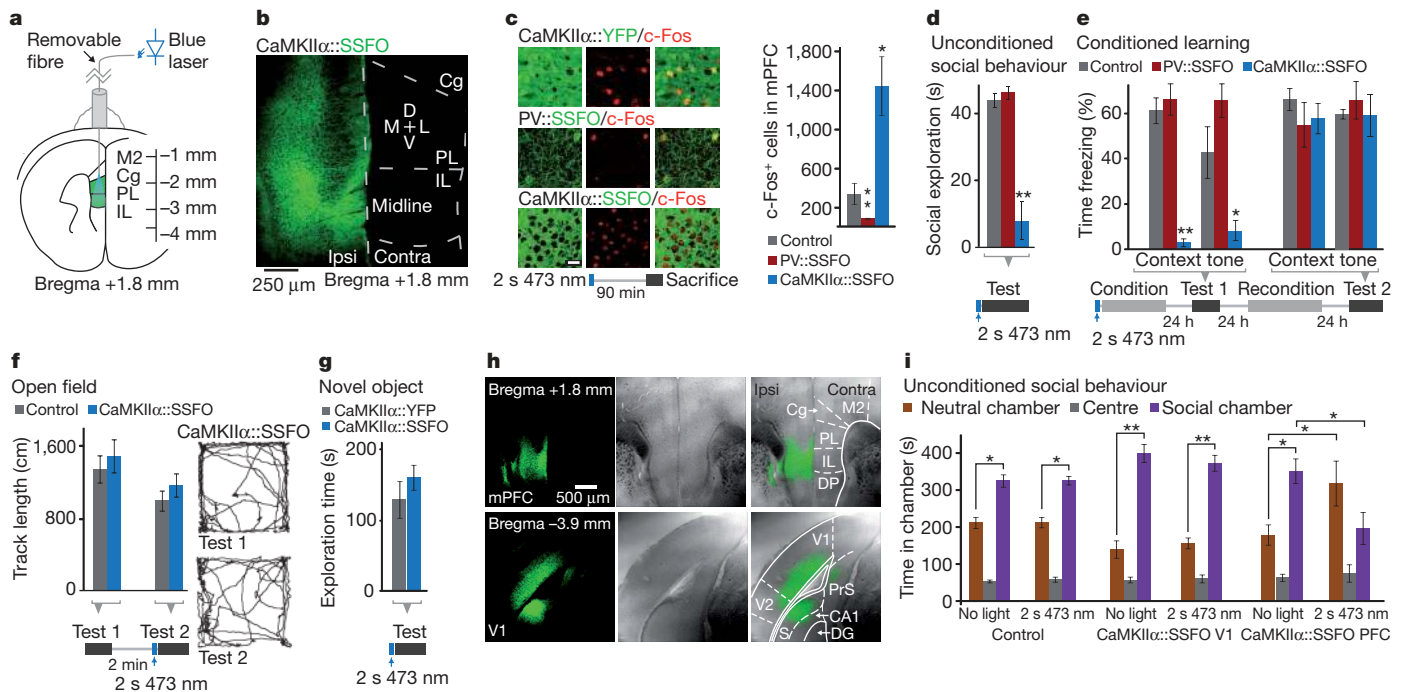 a
Removable
fibre
Blue
laser
M2
Cg
PL
IL
–1 mm
–2 mm
–3 mm
–4 mm
Bregma +1.8 mm
b
CaMKIIα::SSFO
Cg
D
M + L
V
PL
IL
Midline
Ipsi
Contra
250 μm
Bregma +1.8 mm
c
CaMKIIα::YFP/c-Fos
PV::SSFO/c-Fos
CaMKIIα::SSFO/c-Fos
2 s 473 nm
90 min
Sacrifice
c-Fos⁺ cells in mPFC
1,800
1,400
1,000
600
200
*
*
*
Control
PV::SSFO
CaMKIIα::SSFO
d
Unconditioned
social behaviour
Social exploration (s)
40
20
0
**
Test
2 s 473 nm
e
Conditioned learning
Control PV::SSFO CaMKIIα::SSFO
Time freezing (%)
80
60
40
20
0
**
*
Context tone
Context tone
Condition
Test 1
Recondition
Test 2
24 h
24 h
24 h
2 s 473 nm
f
Open field
Control CaMKIIα::SSFO
Track length (cm)
1,600
800
0
CaMKIIα::SSFO
Test 1
Test 2
Test 1
Test 2
2 min
2 s 473 nm
g
Novel object
CaMKIIα::YFP
CaMKIIα::SSFO
Exploration time (s)
200
100
0
Test
2 s 473 nm
h
Bregma +1.8 mm
mPFC
500 μm
Ipsi
Contra
Cg
M2
PL
IL
DP
Bregma –3.9 mm
V1
V1
V2
PrS
S
CA1
DG
i
Unconditioned social behaviour
Neutral chamber Centre Social chamber
Time in chamber (s)
400
300
200
100
0
*
*
**
**
*
*
*
No light 2 s 473 nm
No light 2 s 473 nm
No light 2 s 473 nm
Control
CaMKIIα::SSFO V1
CaMKIIα::SSFO PFC